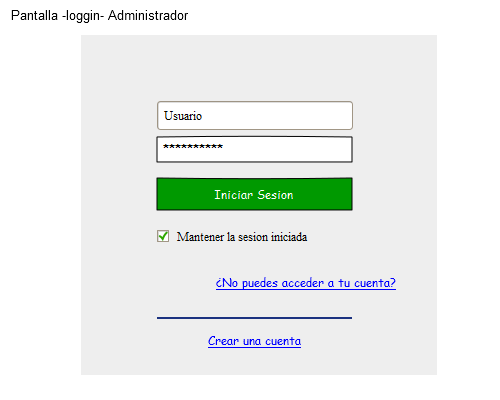 Pantalla -loggin- Administrador
Usuario
**********
Iniciar Sesion
Mantener la sesion iniciada
¿No puedes acceder a tu cuenta?
Crear una cuenta